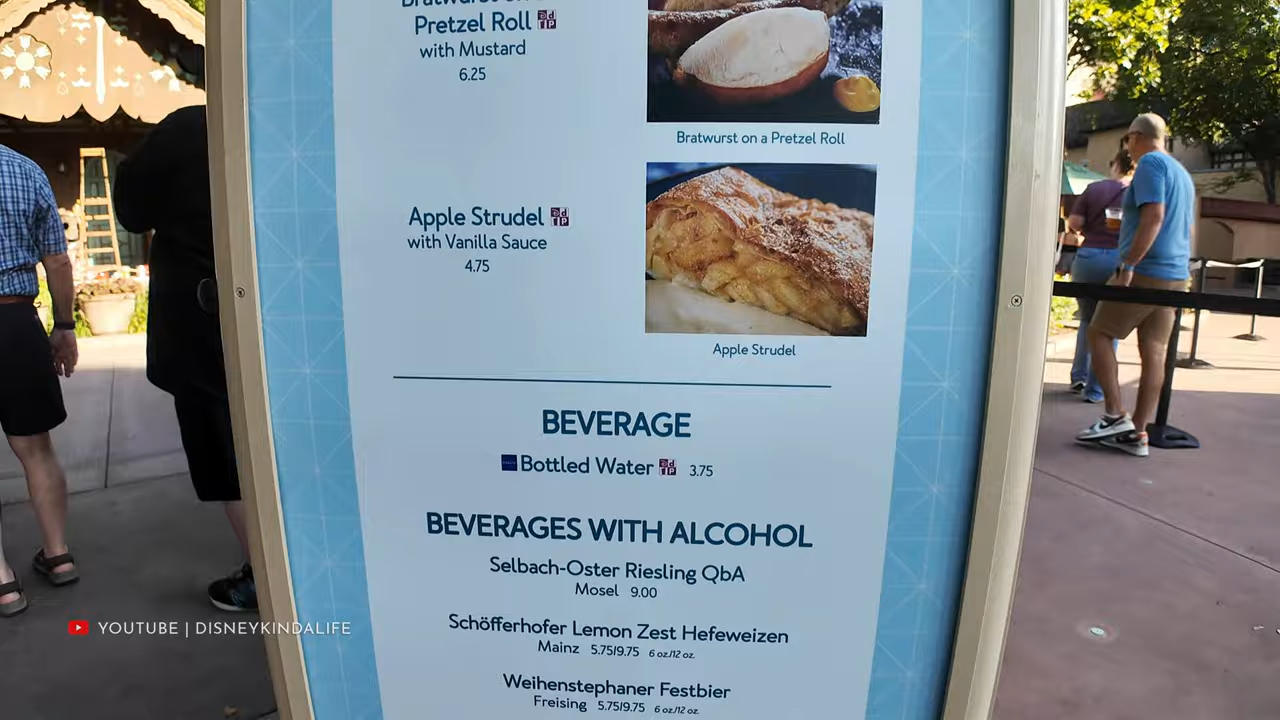 Bratwurst on a
Pretzel Roll
with Mustard
6.25
Bratwurst on a Pretzel Roll
Apple Strudel
with Vanilla Sauce
4.75
Apple Strudel
BEVERAGE
Bottled Water 3.75
BEVERAGES WITH ALCOHOL
Selbach-Oster Riesling QbA
Mosel 9.00
YOUTUBE | DISNEYKINDALIFE
Schöfferhofer Lemon Zest Hefeweizen
Mainz 5.75/9.75 6 oz./12 oz.
Weihenstephaner Festbier
Freising 5.75/9.75 6 oz./12 oz.